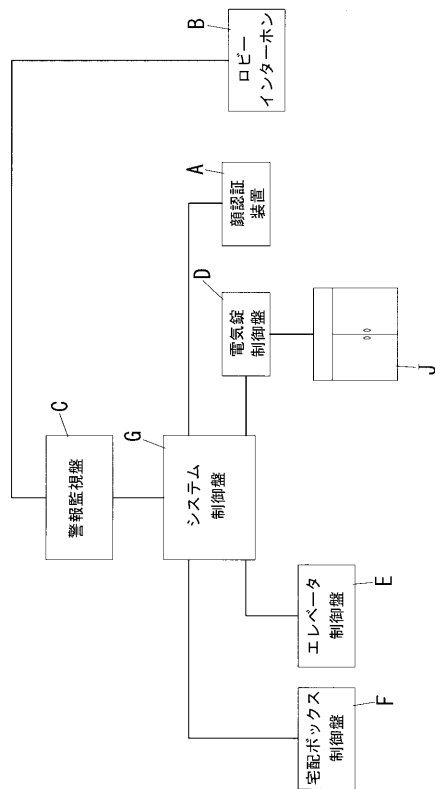 B
ロビー
インターホン
A
顔認証
装置
D
電気錠
制御盤
J
C
警報監視盤
G
システム
制御盤
エレベータ
制御盤
E
宅配ボックス
制御盤
F